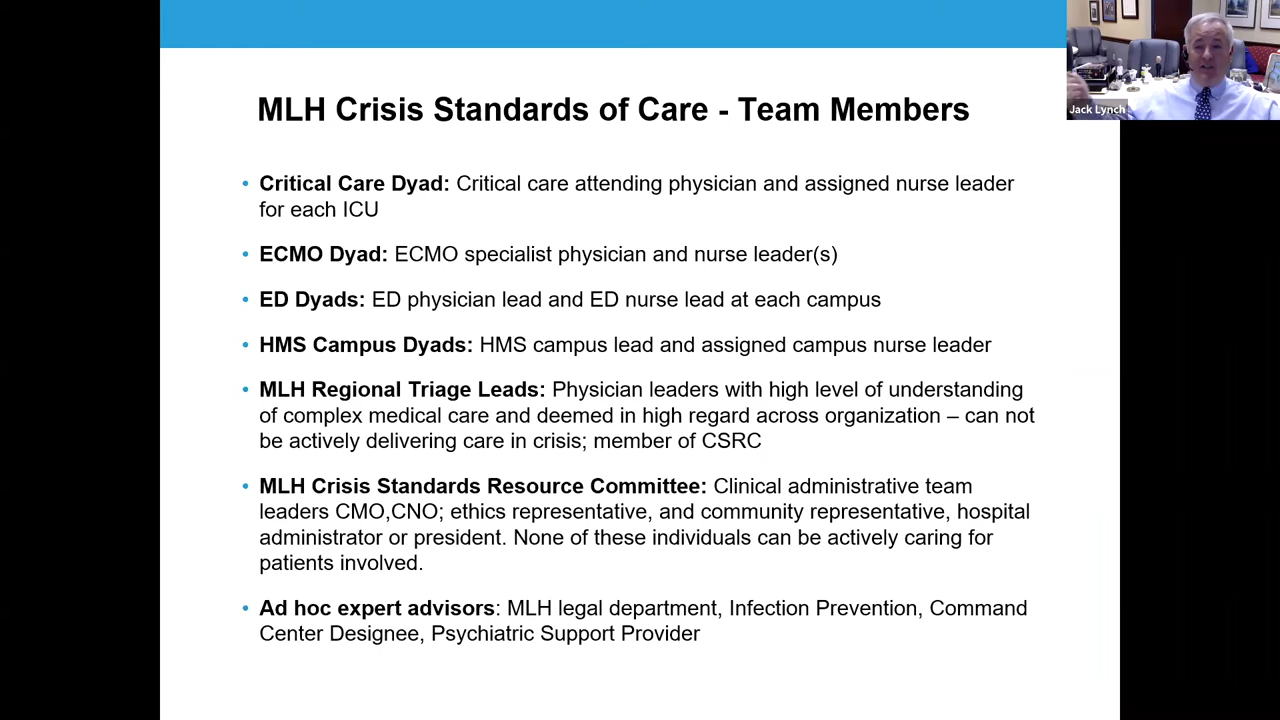 MLH Crisis Standards of Care - Team Members
Jack Lynch
• Critical Care Dyad: Critical care attending physician and assigned nurse leader
for each ICU
• ECMO Dyad: ECMO specialist physician and nurse leader(s)
• ED Dyads: ED physician lead and ED nurse lead at each campus
• HMS Campus Dyads: HMS campus lead and assigned campus nurse leader
• MLH Regional Triage Leads: Physician leaders with high level of understanding
of complex medical care and deemed in high regard across organization – can not
be actively delivering care in crisis; member of CSRC
• MLH Crisis Standards Resource Committee: Clinical administrative team
leaders CMO,CNO; ethics representative, and community representative, hospital
administrator or president. None of these individuals can be actively caring for
patients involved.
• Ad hoc expert advisors: MLH legal department, Infection Prevention, Command
Center Designee, Psychiatric Support Provider